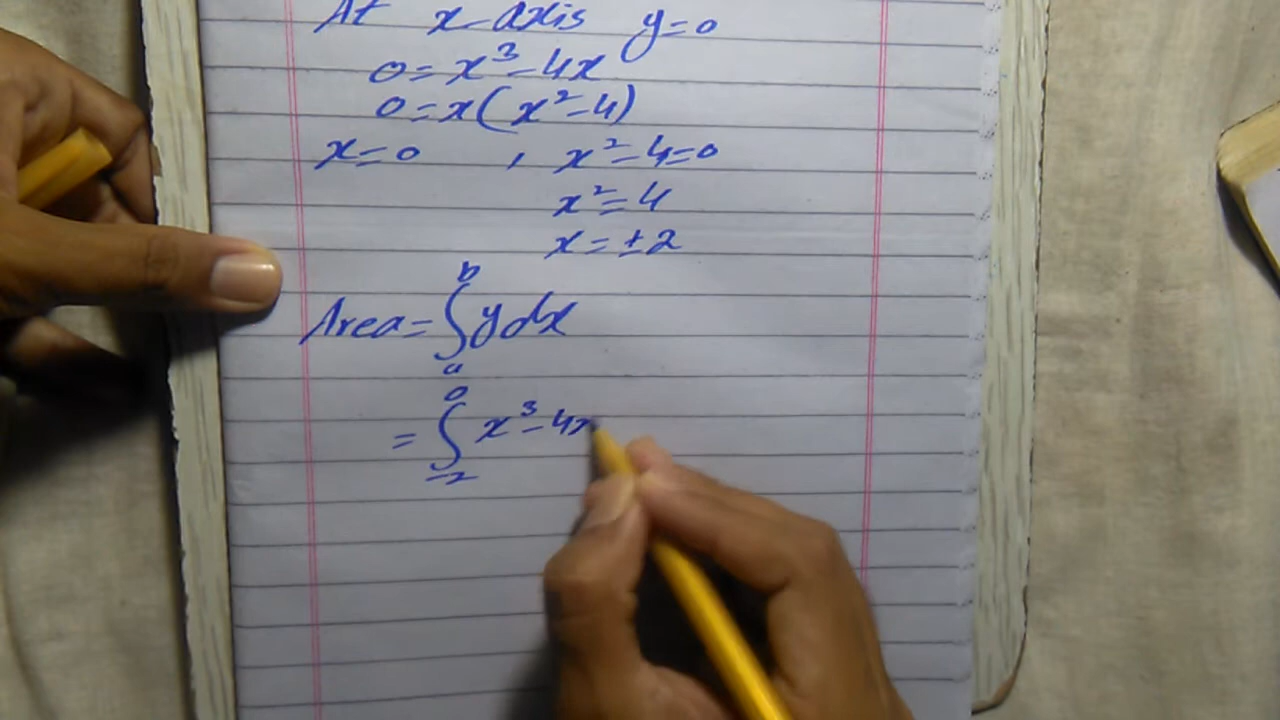 At x-axis y=0
0=x³-4x
0=x(x²-4)
x=0 , x²-4=0
x²=4
x=±2
Area=∫ₐᵇ y dx
=∫₋₂⁰ x³-4x